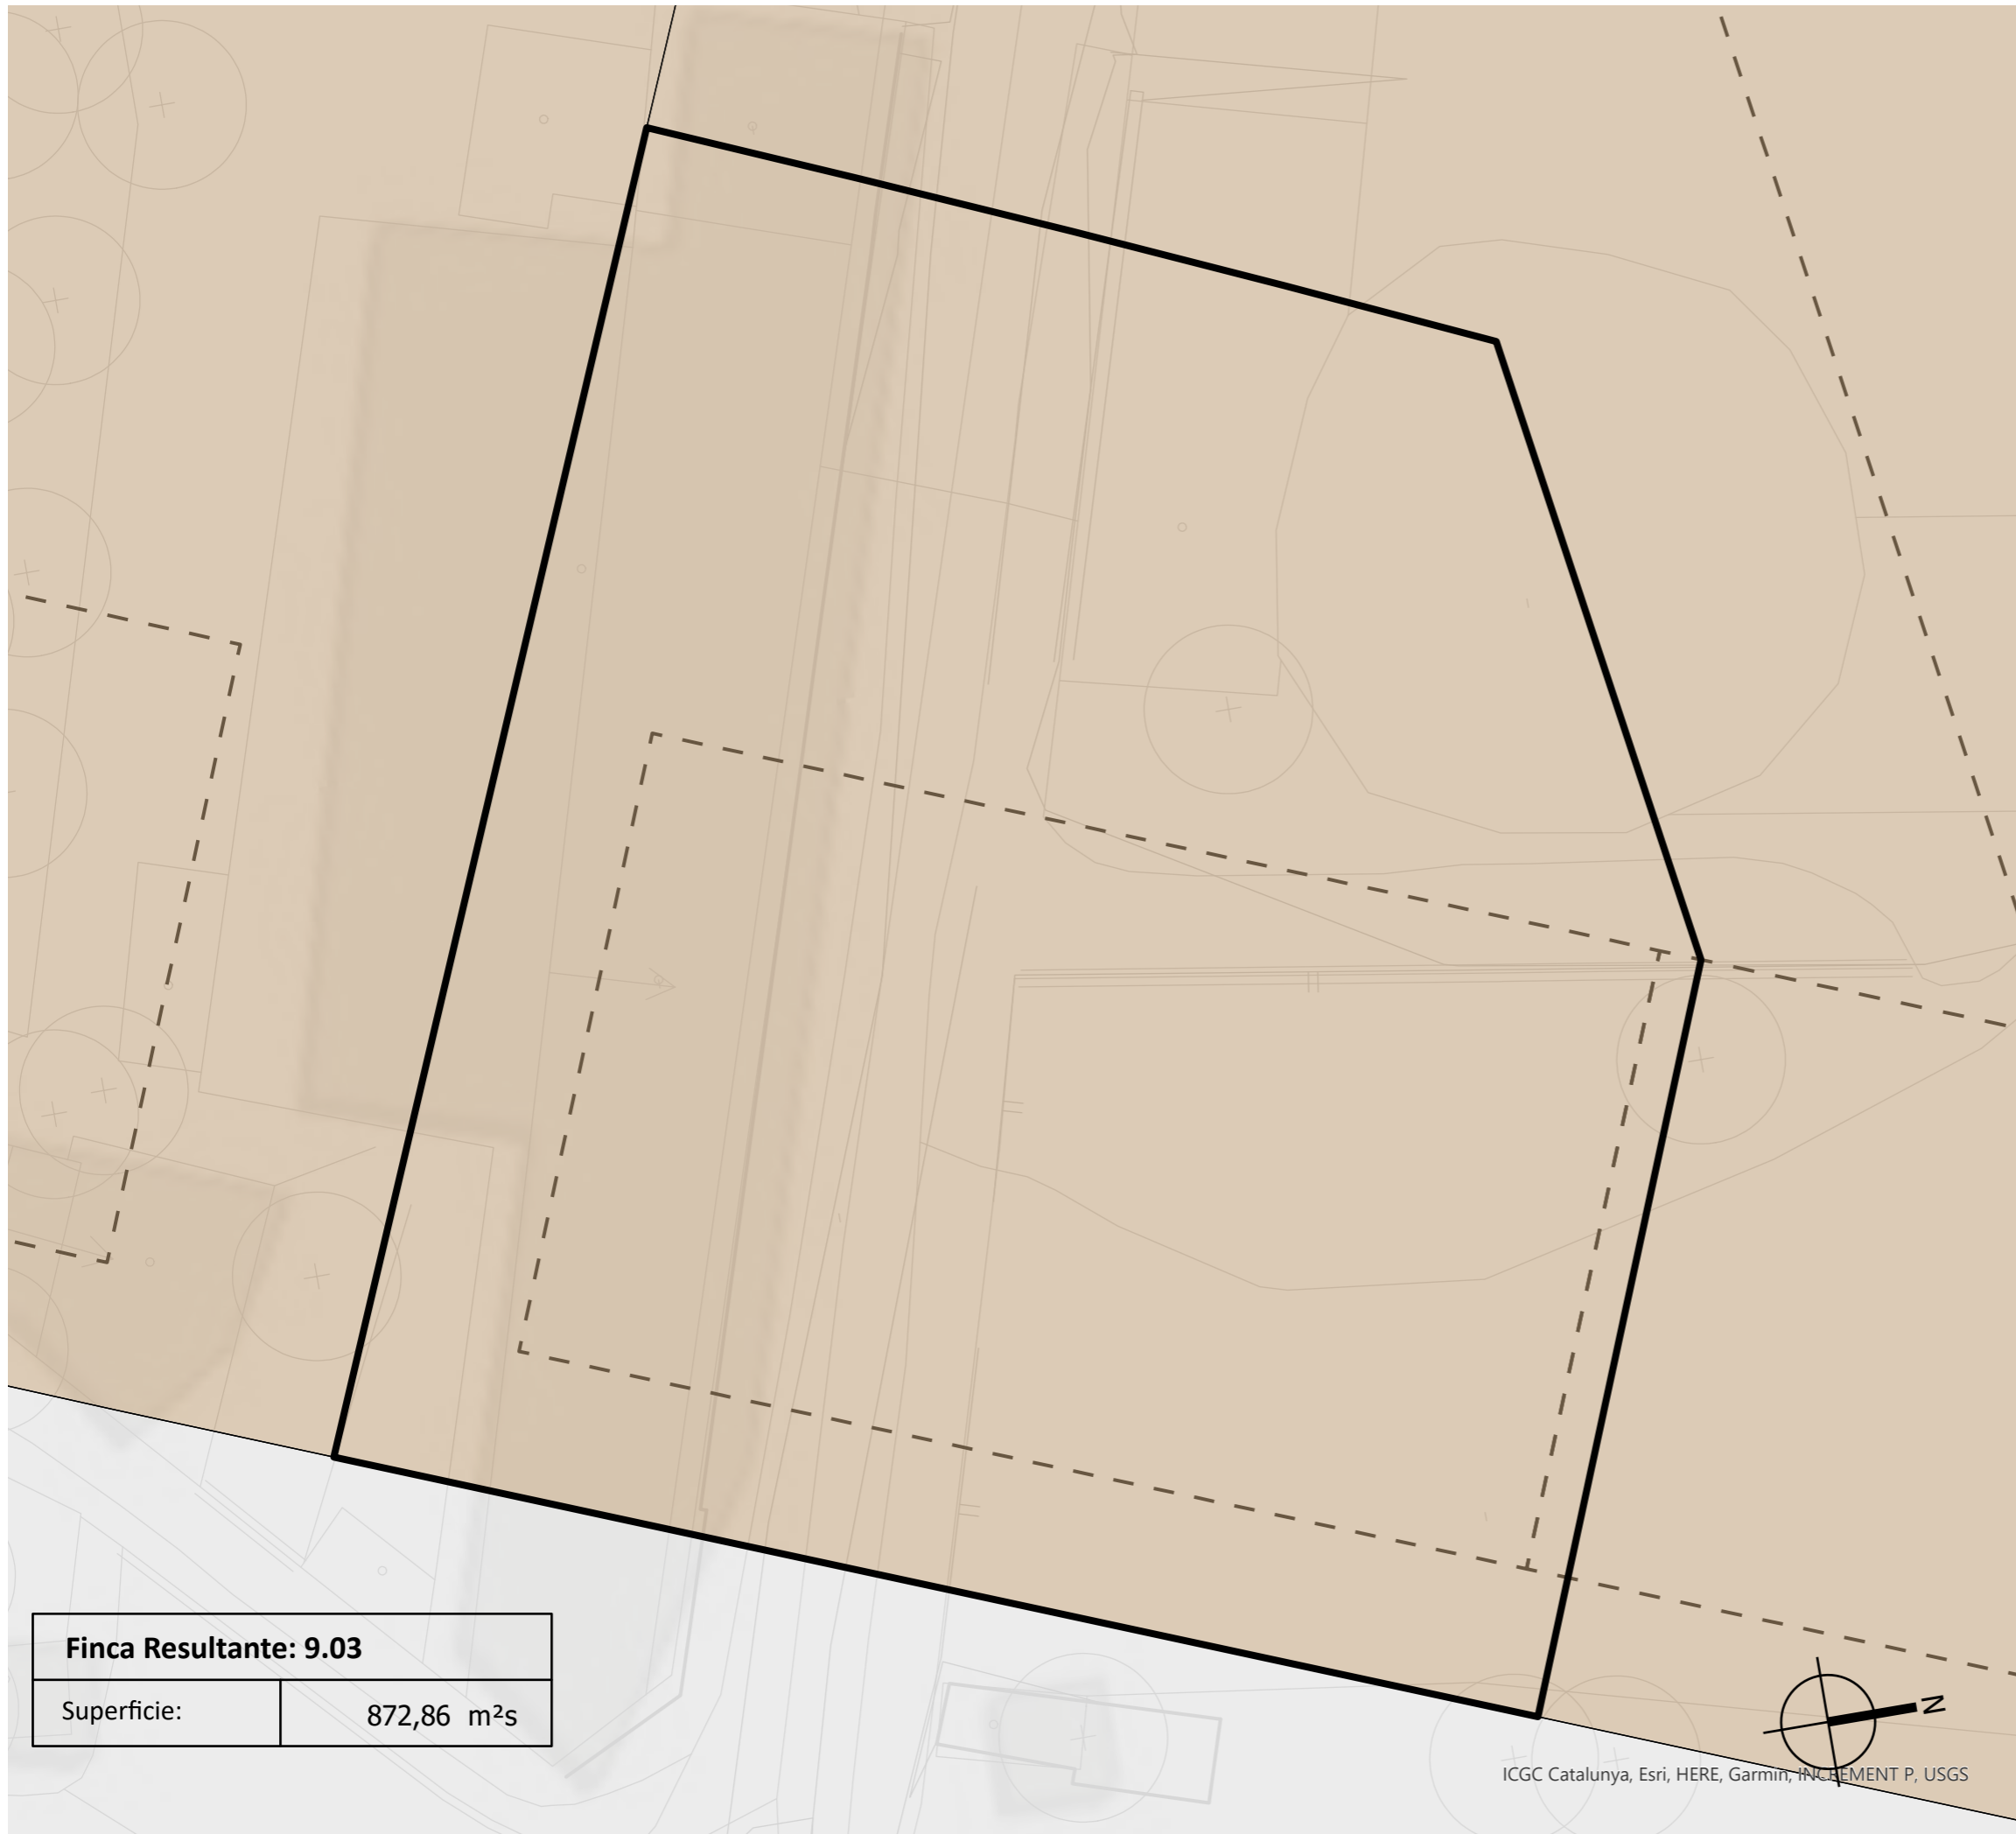 Finca Resultante: 9.03
Superficie: 872,86 m²s
N
ICGC Catalunya, Esri, HERE, Garmin, INCREMENT P, USGS